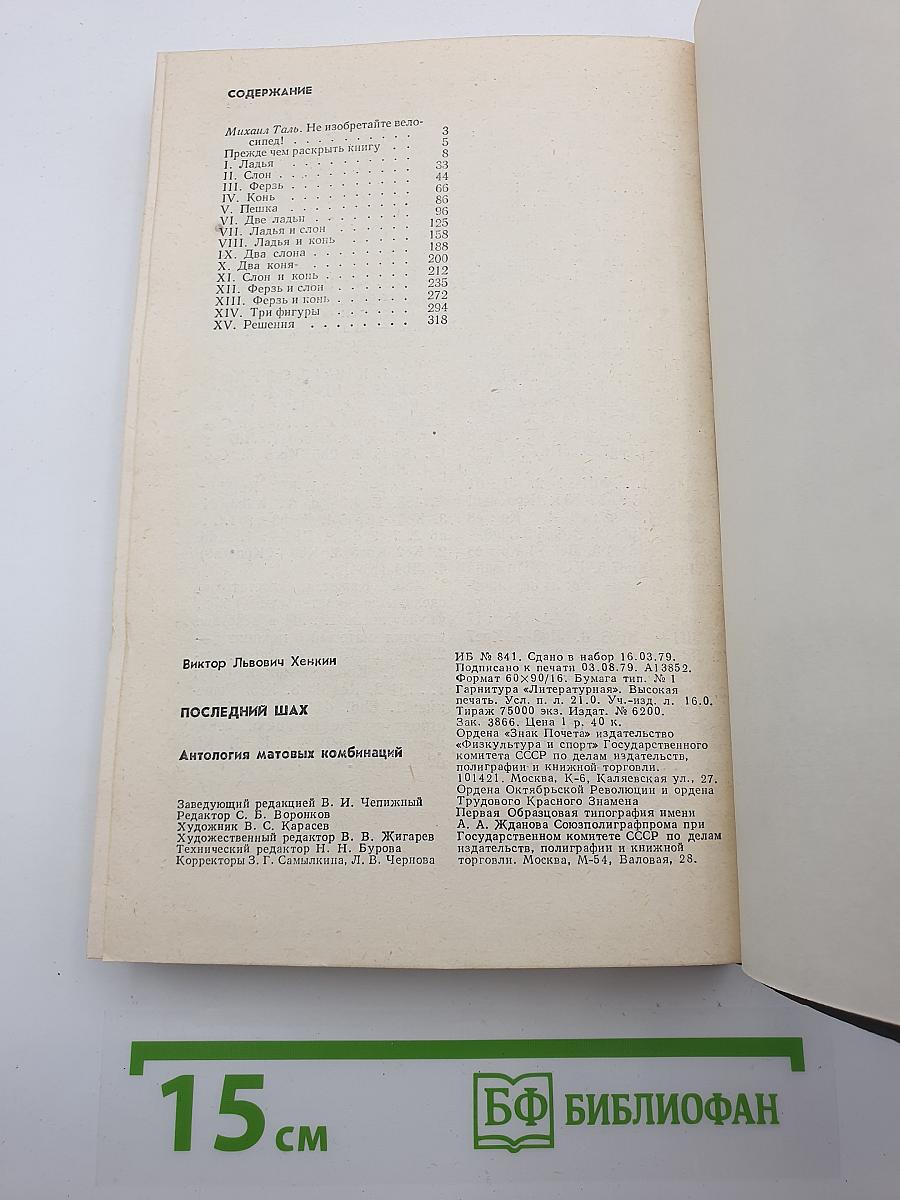 СОДЕРЖАНИЕ
Михаил Таль. Не изобретайте вело-
сипед! . . . . . . . . . . 3
Прежде чем раскрыть книгу . . 5
I. Ладья . . . . . . . . . . 8
II. Слон . . . . . . . . . . 33
III. Ферзь . . . . . . . . . 44
IV. Конь . . . . . . . . . . 66
V. Пешка . . . . . . . . . . 86
VI. Две ладьи . . . . . . . . 96
VII. Ладья и слон . . . . . . 125
VIII. Ладья и конь . . . . . 158
IX. Два слона . . . . . . . . 188
X. Два коня . . . . . . . . 200
XI. Слон и конь . . . . . . . 212
XII. Ферзь и слон . . . . . . 235
XIII. Ферзь и конь . . . . . . 272
XIV. Три фигуры . . . . . . 294
XV. Решения . . . . . . . . 318
Виктор Львович Хенкин
ПОСЛЕДНИЙ ШАХ
Антология матовых комбинаций
Заведующий редакцией В. И. Чепижный
Редактор С. Б. Воронков
Художник В. С. Карасев
Художественный редактор В. В. Жигарев
Технический редактор Н. Н. Бурова
Корректоры З. Г. Самылкина, Л. В. Чернова
ИБ № 841. Сдано в набор 16.03.79.
Подписано к печати 03.08.79. А13852.
Формат 60×90/16. Бумага тип. № 1
Гарнитура «Литературная». Высокая
печать. Усл. п. л. 21.0. Уч.-изд. л. 16.0.
Тираж 75000 экз. Издат. № 6200.
Зак. 3866. Цена 1 р. 40 к.
Ордена «Знак Почета» издательство
«Физкультура и спорт» Государственного
комитета СССР по делам издательств,
полиграфии и книжной торговли.
101421. Москва, К-6, Каляевская ул., 27.
Ордена Октябрьской Революции и ордена
Трудового Красного Знамени
Первая Образцовая типография имени
А. А. Жданова Союзполиграфпрома при
Государственном комитете СССР по делам
издательств, полиграфии и книжной
торговли. Москва, М-54, Валовая, 28.
15 см
БФ БИБЛИОФАН